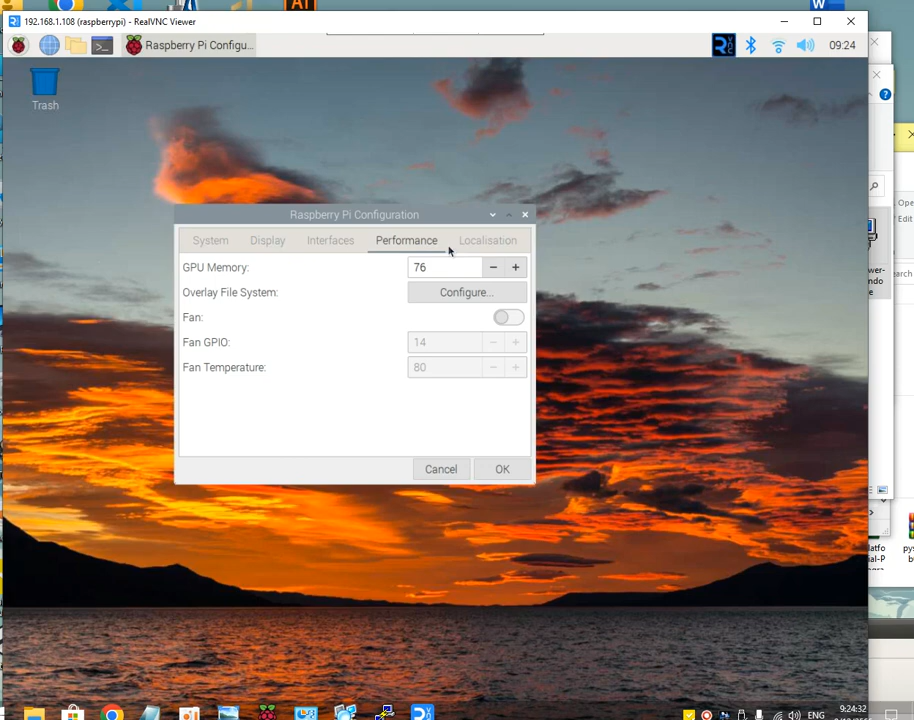 192.168.1.108 (raspberrypi) - RealVNC Viewer
Raspberry Pi Configu...
09:24
Trash
Raspberry Pi Configuration
System Display Interfaces Performance Localisation
GPU Memory: 76
Overlay File System: Configure...
Fan:
Fan GPIO: 14
Fan Temperature: 80
Cancel OK
ENG
9:24:32